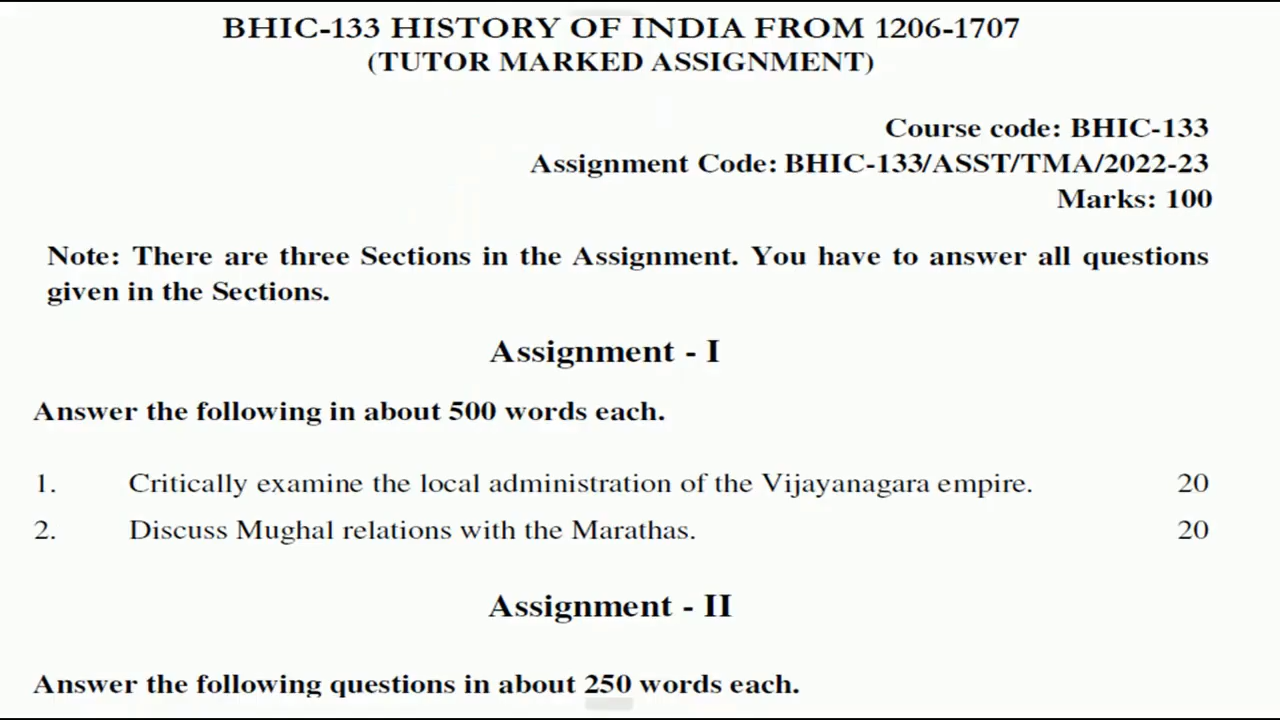 BHIC-133 HISTORY OF INDIA FROM 1206-1707
(TUTOR MARKED ASSIGNMENT)
Course code: BHIC-133
Assignment Code: BHIC-133/ASST/TMA/2022-23
Marks: 100
Note: There are three Sections in the Assignment. You have to answer all questions
given in the Sections.
Assignment - I
Answer the following in about 500 words each.
1. Critically examine the local administration of the Vijayanagara empire. 20
2. Discuss Mughal relations with the Marathas. 20
Assignment - II
Answer the following questions in about 250 words each.